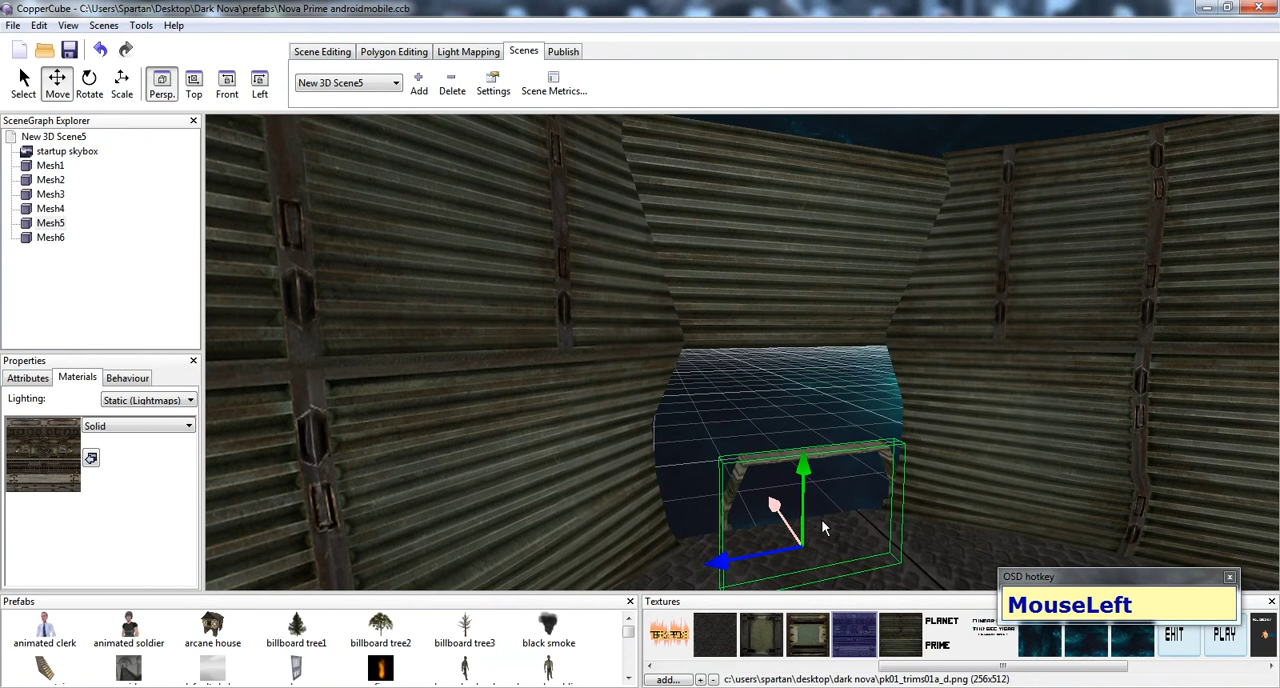 CopperCube - C:\Users\Spartan\Desktop\Dark Nova\prefabs\Nova Prime androidmobile.ccb
File Edit View Scenes Tools Help
Scene Editing Polygon Editing Light Mapping Scenes Publish
New 3D Scene5
Select Move Rotate Scale Persp. Top Front Left
Add Delete Settings Scene Metrics...
SceneGraph Explorer
New 3D Scene5
startup skybox
Mesh1
Mesh2
Mesh3
Mesh4
Mesh5
Mesh6
Properties
Attributes Materials Behaviour
Lighting: Static (Lightmaps)
Solid
OSD hotkey
MouseLeft
Prefabs
animated clerk animated soldier arcane house billboard tree1 billboard tree2 billboard tree3 black smoke
Textures
PLANET
PRIME
EXIT PLAY
add... + - c:\users\spartan\desktop\dark nova\pk01_trims01a_d.png (256x512)